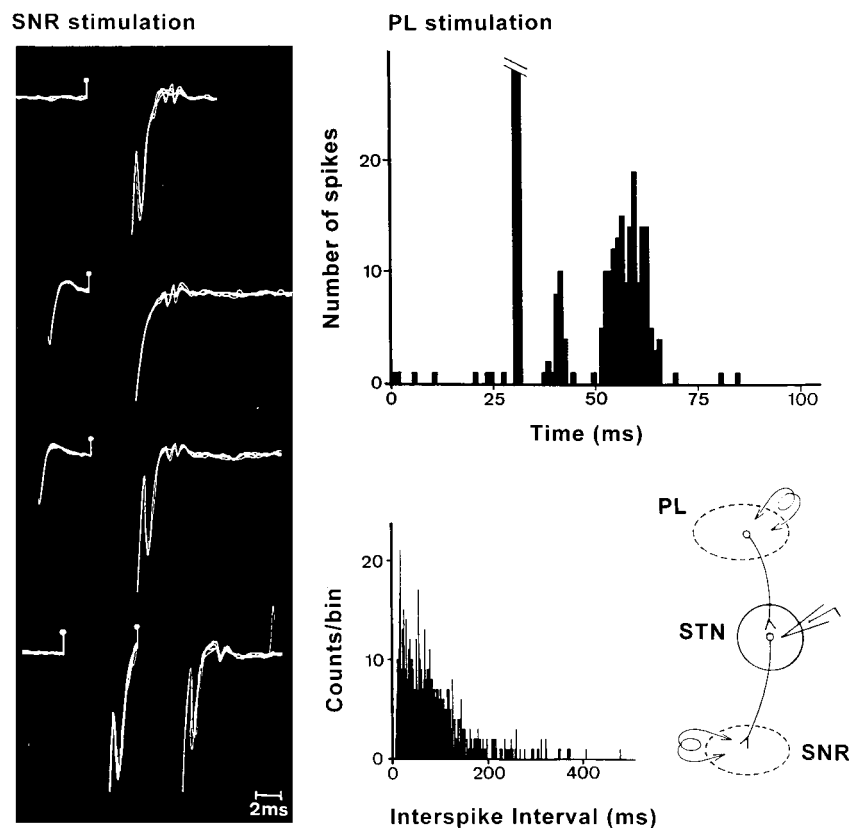 SNR stimulation
2ms
PL stimulation
Number of spikes
20
10
0
0
25
50
75
100
Time (ms)
Counts/bin
20
10
0
0
200
400
Interspike Interval (ms)
PL
STN
SNR